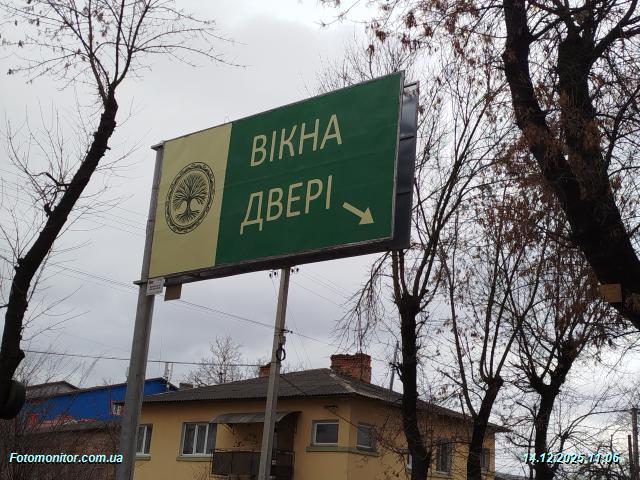 ВІКНА
ДВЕРІ
Fotomonitor.com.ua
14.12.2025 11:06